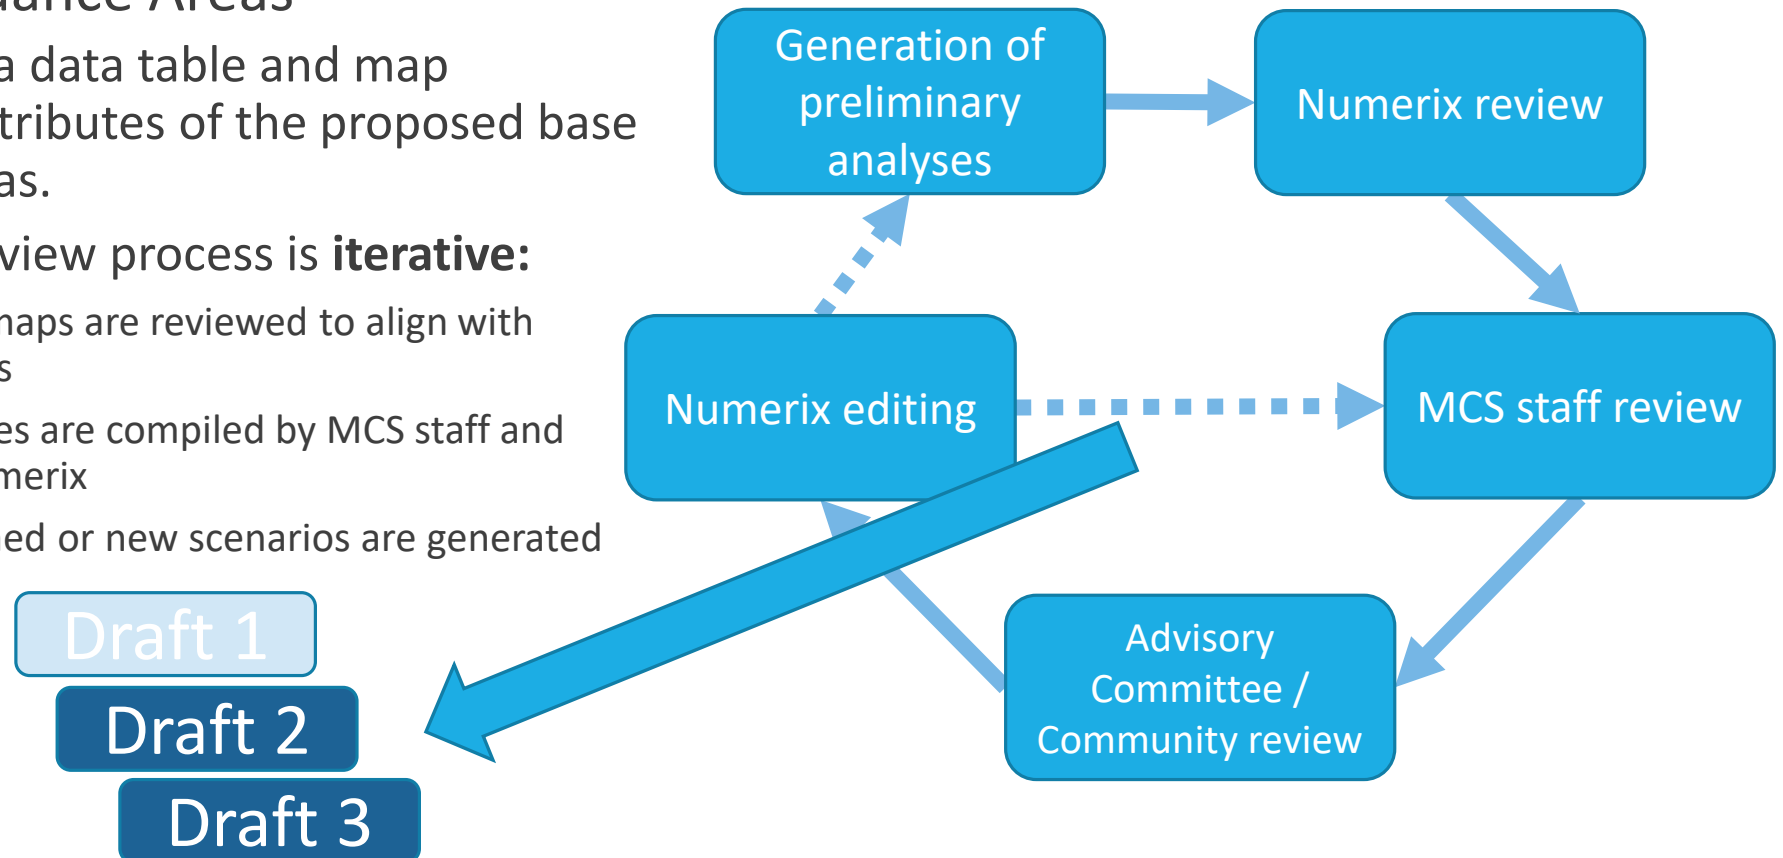 a data table and map
tributes of the proposed base
as.
view process is iterative:
maps are reviewed to align with
s
es are compiled by MCS staff and
merix
ned or new scenarios are generated
Draft 1
Draft 2
Draft 3
Generation of
preliminary
analyses
Numerix review
Numerix editing
MCS staff review
Advisory
Committee /
Community review